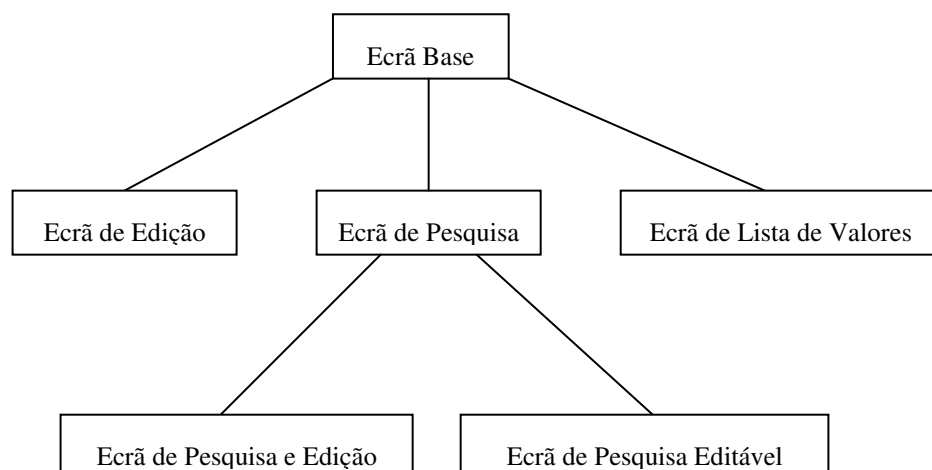 Ecrã Base
Ecrã de Edição
Ecrã de Pesquisa
Ecrã de Lista de Valores
Ecrã de Pesquisa e Edição
Ecrã de Pesquisa Editável